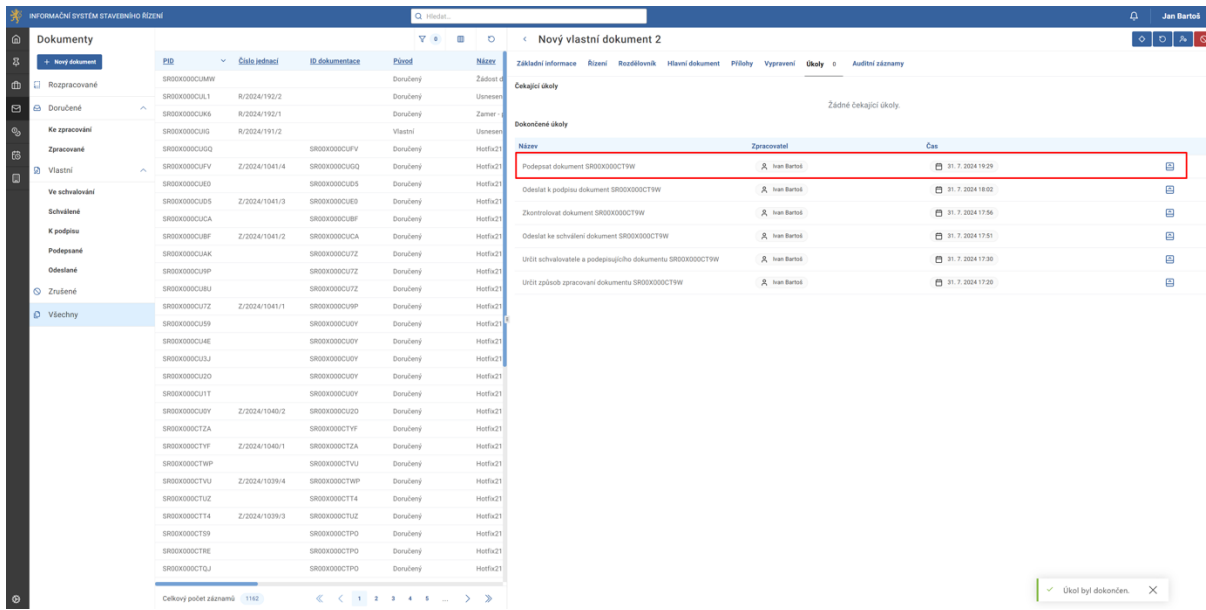 INFORMAČNÍ SYSTÉM STAVEBNÍHO ŘÍZENÍ
Hledat...
Jan Bartoš
Dokumenty
+ Nový dokument
Rozpracované
Doručené
Ke zpracování
Zpracované
Vlastní
Ve schvalování
Schválené
K podpisu
Podepsané
Odeslané
Zrušené
Všechny
0
PID Číslo jednací ID dokumentace Původ Název
SR00X000CUMW Doručený Žádost d
SR00X000CUL1 R/2024/192/2 Doručený Usnesen
SR00X000CUK6 R/2024/192/1 Doručený Zamer -
SR00X000CUIG R/2024/191/2 Vlastní Usnesen
SR00X000CUGQ SR00X000CUFV Doručený Hotfix21
SR00X000CUFV Z/2024/1041/4 SR00X000CUGQ Doručený Hotfix21
SR00X000CUE0 SR00X000CUD5 Doručený Hotfix21
SR00X000CUD5 Z/2024/1041/3 SR00X000CUE0 Doručený Hotfix21
SR00X000CUCA SR00X000CUBF Doručený Hotfix21
SR00X000CUBF Z/2024/1041/2 SR00X000CUCA Doručený Hotfix21
SR00X000CUAK SR00X000CU7Z Doručený Hotfix21
SR00X000CU9P SR00X000CU7Z Doručený Hotfix21
SR00X000CU8U SR00X000CU7Z Doručený Hotfix21
SR00X000CU7Z Z/2024/1041/1 SR00X000CU9P Doručený Hotfix21
SR00X000CU59 SR00X000CU0Y Doručený Hotfix21
SR00X000CU4E SR00X000CU0Y Doručený Hotfix21
SR00X000CU3J SR00X000CU0Y Doručený Hotfix21
SR00X000CU2O SR00X000CU0Y Doručený Hotfix21
SR00X000CU1T SR00X000CU0Y Doručený Hotfix21
SR00X000CU0Y Z/2024/1040/2 SR00X000CU2O Doručený Hotfix21
SR00X000CTZA SR00X000CTYF Doručený Hotfix21
SR00X000CTYF Z/2024/1040/1 SR00X000CTZA Doručený Hotfix21
SR00X000CTWP SR00X000CTVU Doručený Hotfix21
SR00X000CTVU Z/2024/1039/4 SR00X000CTWP Doručený Hotfix21
SR00X000CTUZ SR00X000CTT4 Doručený Hotfix21
SR00X000CTT4 Z/2024/1039/3 SR00X000CTUZ Doručený Hotfix21
SR00X000CTS9 SR00X000CTPO Doručený Hotfix21
SR00X000CTRE SR00X000CTPO Doručený Hotfix21
SR00X000CTQJ SR00X000CTPO Doručený Hotfix21
Celkový počet záznamů 1162 1 2 3 4 5 ...
Nový vlastní dokument 2
Základní informace Řízení Rozdělovník Hlavní dokument Přílohy Vypravení Úkoly 0 Auditní záznamy
Čekající úkoly
Žádné čekající úkoly.
Dokončené úkoly
Název Zpracovatel Čas
Podepsat dokument SR00X000CT9W Ivan Bartoš 31. 7. 2024 19:29
Odeslat k podpisu dokument SR00X000CT9W Ivan Bartoš 31. 7. 2024 18:02
Zkontrolovat dokument SR00X000CT9W Ivan Bartoš 31. 7. 2024 17:56
Odeslat ke schválení dokument SR00X000CT9W Ivan Bartoš 31. 7. 2024 17:51
Určit schvalovatele a podepisujícího dokumentu SR00X000CT9W Ivan Bartoš 31. 7. 2024 17:30
Určit způsob zpracovaní dokumentu SR00X000CT9W Ivan Bartoš 31. 7. 2024 17:20
Úkol byl dokončen.